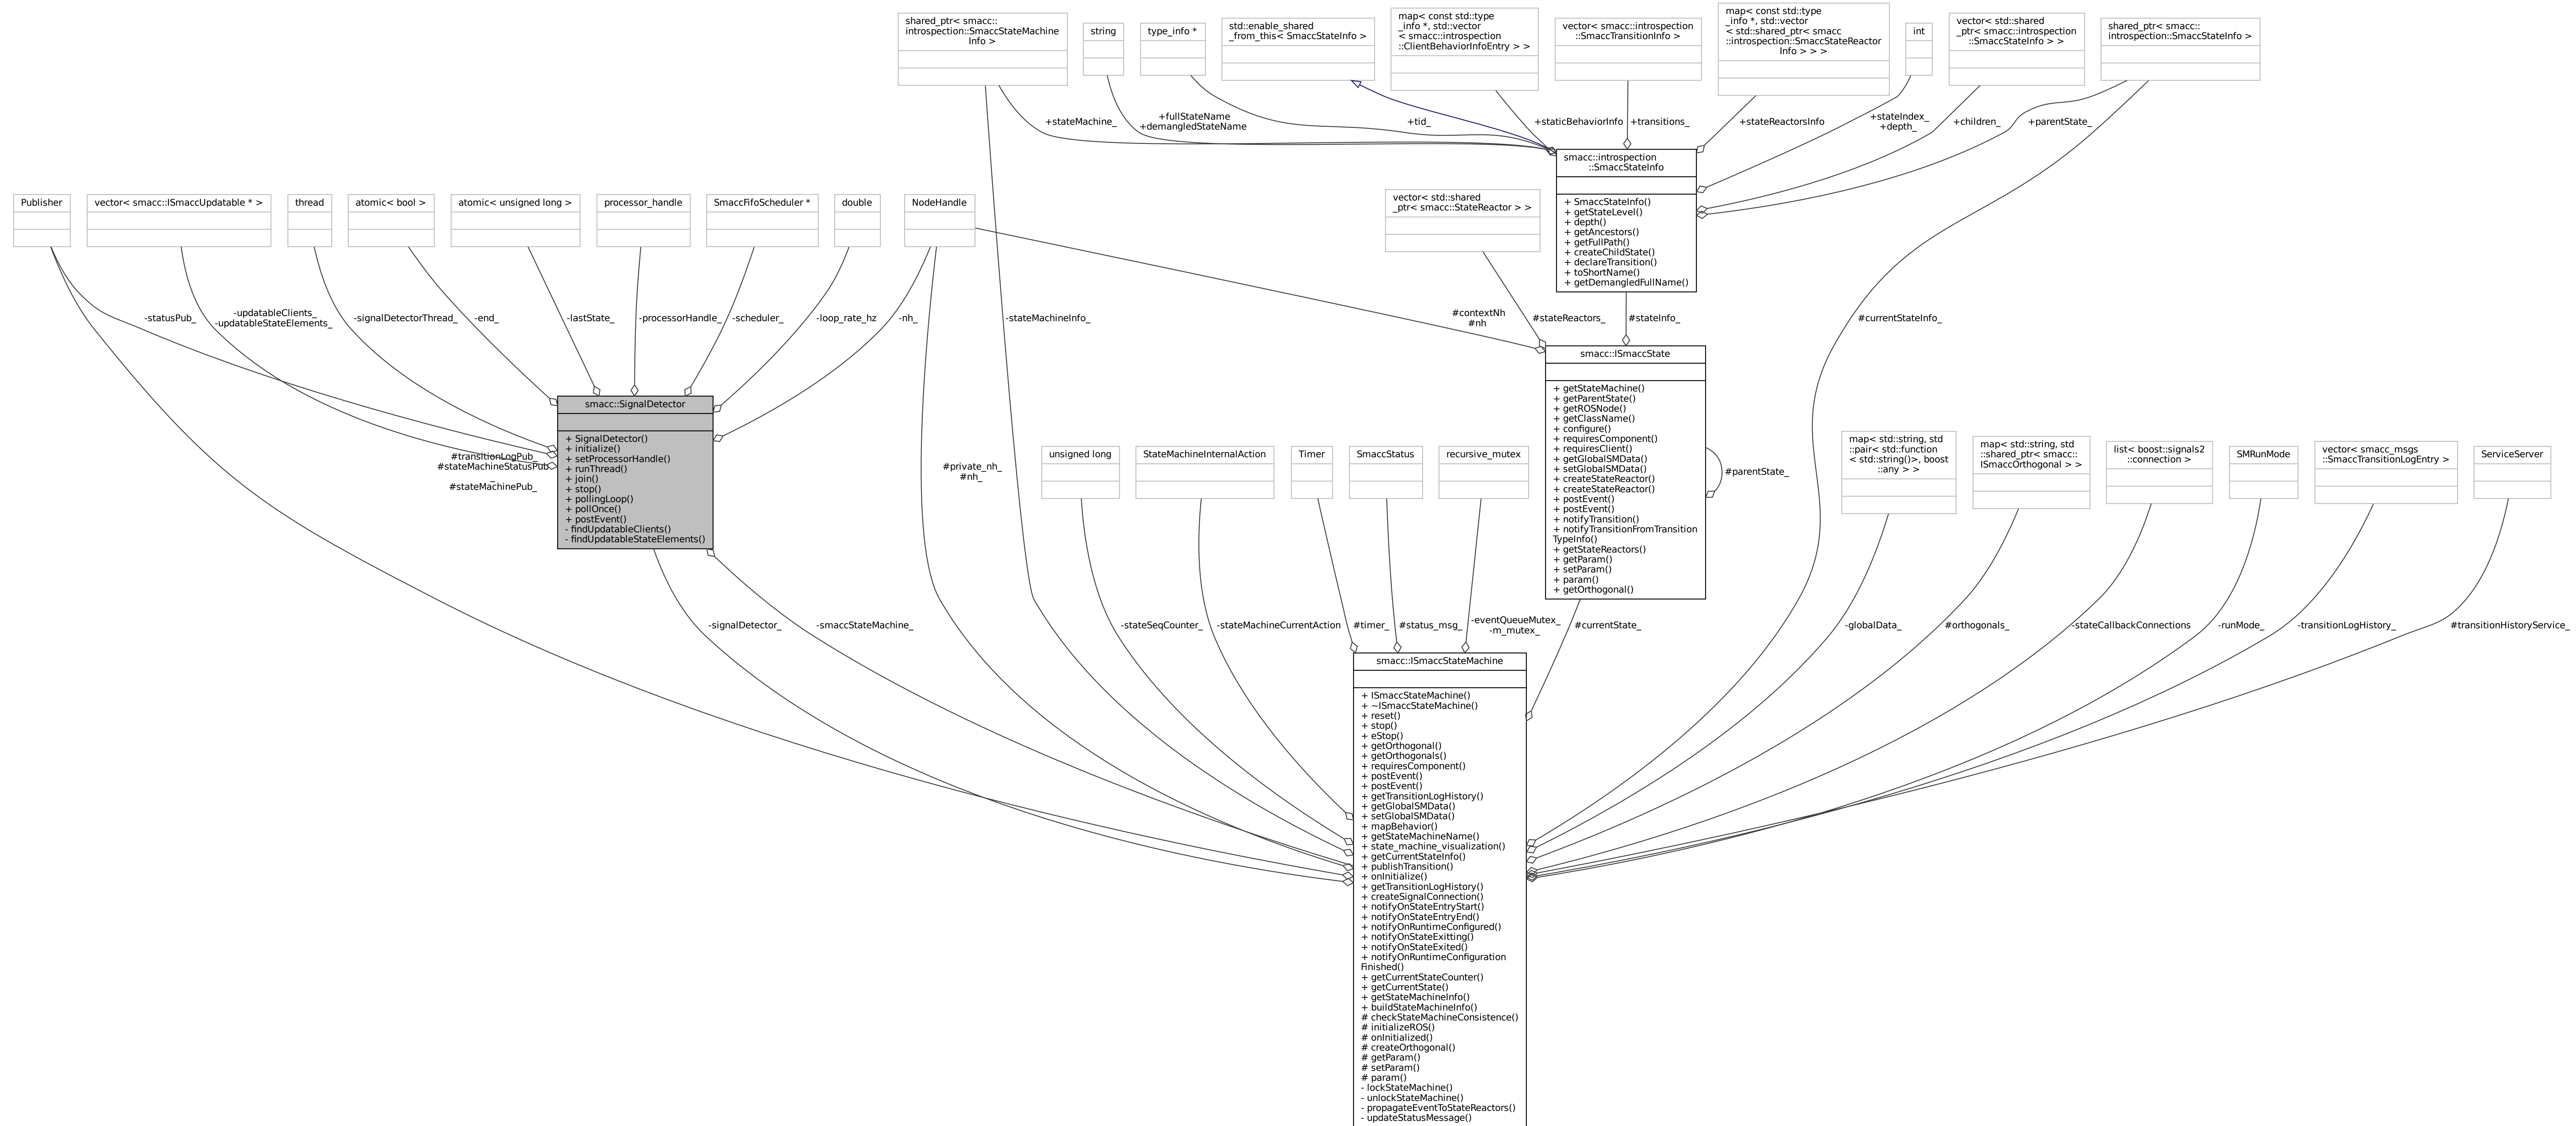 shared_ptr< smacc::
introspection::SmaccStateMachine
Info >
string
type_info *
std::enable_shared
_from_this< SmaccStateInfo >
map< const std::type
_info *, std::vector
< smacc::introspection
::ClientBehaviorInfoEntry > >
vector< smacc::introspection
::SmaccTransitionInfo >
map< const std::type
_info *, std::vector
< std::shared_ptr< smacc
::introspection::SmaccStateReactor
Info > > >
int
vector< std::shared
_ptr< smacc::introspection
::SmaccStateInfo > >
shared_ptr< smacc::
introspection::SmaccStateInfo >
+stateMachine_
+fullStateName
+demangledStateName
+tid_
+staticBehaviorInfo
+transitions_
+stateReactorsInfo
+stateIndex_
+depth_
+children_
+parentState_
smacc::introspection
::SmaccStateInfo
+ SmaccStateInfo()
+ getStateLevel()
+ depth()
+ getAncestors()
+ getFullPath()
+ createChildState()
+ declareTransition()
+ toShortName()
+ getDemangledFullName()
Publisher
vector< smacc::ISmaccUpdatable * >
thread
atomic< bool >
atomic< unsigned long >
processor_handle
SmaccFifoScheduler *
double
NodeHandle
vector< std::shared
_ptr< smacc::StateReactor > >
-statusPub_
-updatableClients_
-updatableStateElements_
-signalDetectorThread_
-end_
-lastState_
-processorHandle_
-scheduler_
-loop_rate_hz
-nh_
-stateMachineInfo_
#contextNh
#nh
#stateReactors_
#stateInfo_
#currentStateInfo_
smacc::SignalDetector
+ SignalDetector()
+ initialize()
+ setProcessorHandle()
+ runThread()
+ join()
+ stop()
+ pollingLoop()
+ pollOnce()
+ postEvent()
- findUpdatableClients()
- findUpdatableStateElements()
#transitionLogPub_
#stateMachineStatusPub
_
#stateMachinePub_
#private_nh_
#nh_
smacc::ISmaccState
+ getStateMachine()
+ getParentState()
+ getROSNode()
+ getClassName()
+ configure()
+ requiresComponent()
+ requiresClient()
+ getGlobalSMData()
+ setGlobalSMData()
+ createStateReactor()
+ createStateReactor()
+ postEvent()
+ postEvent()
+ notifyTransition()
+ notifyTransitionFromTransition
TypeInfo()
+ getStateReactors()
+ getParam()
+ setParam()
+ param()
+ getOrthogonal()
#parentState_
unsigned long
StateMachineInternalAction
Timer
SmaccStatus
recursive_mutex
map< std::string, std
::pair< std::function
< std::string()>, boost
::any > >
map< std::string, std
::shared_ptr< smacc::
ISmaccOrthogonal > >
list< boost::signals2
::connection >
SMRunMode
vector< smacc_msgs
::SmaccTransitionLogEntry >
ServiceServer
-signalDetector_
-smaccStateMachine_
-stateSeqCounter_
-stateMachineCurrentAction
#timer_
#status_msg_
-eventQueueMutex_
-m_mutex_
#currentState_
-globalData_
#orthogonals_
-stateCallbackConnections
-runMode_
-transitionLogHistory_
#transitionHistoryService_
smacc::ISmaccStateMachine
+ ISmaccStateMachine()
+ ~ISmaccStateMachine()
+ reset()
+ stop()
+ eStop()
+ getOrthogonal()
+ getOrthogonals()
+ requiresComponent()
+ postEvent()
+ postEvent()
+ getTransitionLogHistory()
+ getGlobalSMData()
+ setGlobalSMData()
+ mapBehavior()
+ getStateMachineName()
+ state_machine_visualization()
+ getCurrentStateInfo()
+ publishTransition()
+ onInitialize()
+ getTransitionLogHistory()
+ createSignalConnection()
+ notifyOnStateEntryStart()
+ notifyOnStateEntryEnd()
+ notifyOnRuntimeConfigured()
+ notifyOnStateExitting()
+ notifyOnStateExited()
+ notifyOnRuntimeConfiguration
Finished()
+ getCurrentStateCounter()
+ getCurrentState()
+ getStateMachineInfo()
+ buildStateMachineInfo()
# checkStateMachineConsistence()
# initializeROS()
# onInitialized()
# createOrthogonal()
# getParam()
# setParam()
# param()
- lockStateMachine()
- unlockStateMachine()
- propagateEventToStateReactors()
- updateStatusMessage()